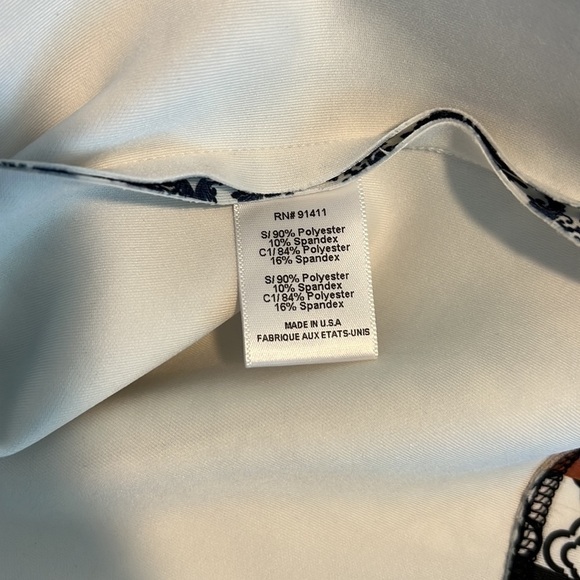 RN# 91411
S/ 90% Polyester
10% Spandex
C1/ 84% Polyester
16% Spandex
S/ 90% Polyester
10% Spandex
C1/ 84% Polyester
16% Spandex
MADE IN U.S.A
FABRIQUE AUX ETATS-UNIS